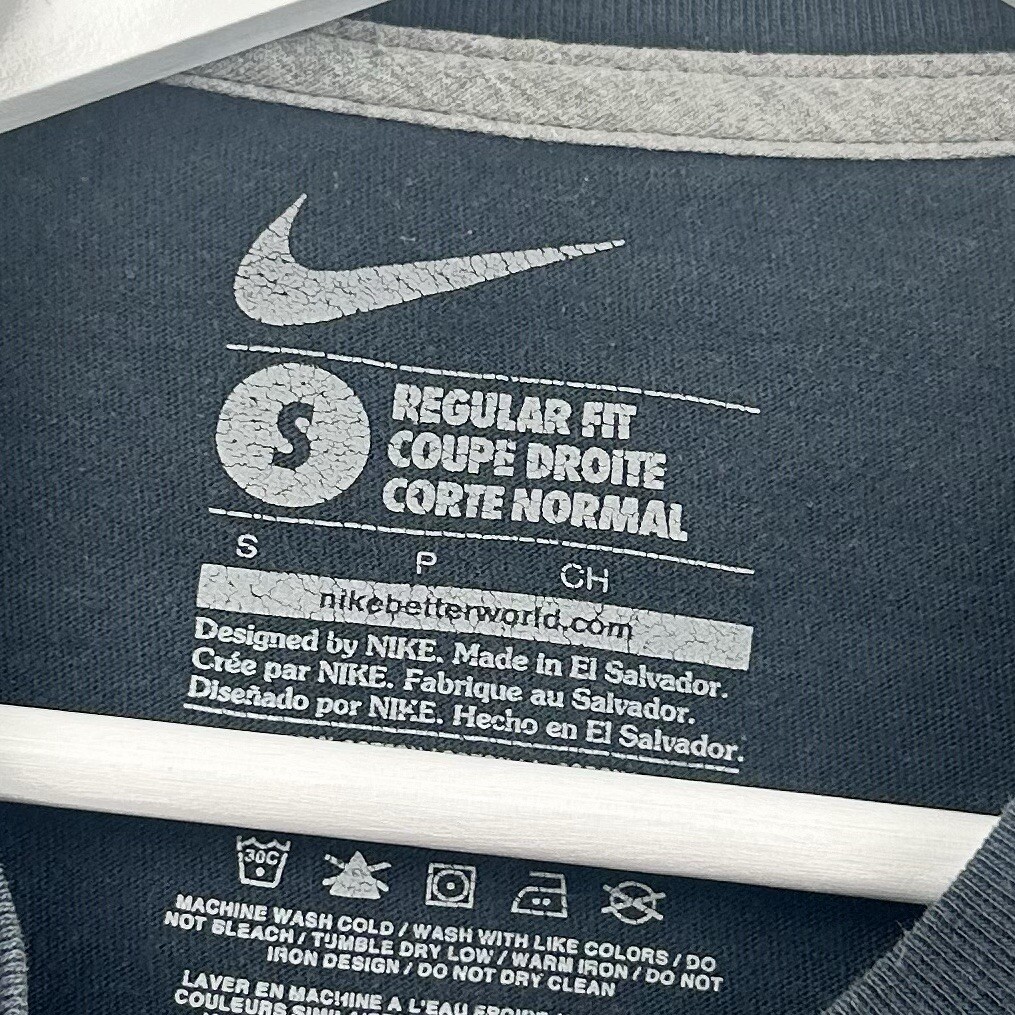 S
REGULAR FIT
COUPE DROITE
CORTE NORMAL
S P CH
nikebetterworld.com
Designed by NIKE. Made in El Salvador.
Crée par NIKE. Fabrique au Salvador.
Diseñado por NIKE. Hecho en El Salvador.
30C
MACHINE WASH COLD / WASH WITH LIKE COLORS / DO
NOT BLEACH / TUMBLE DRY LOW / WARM IRON / DO NOT
IRON DESIGN / DO NOT DRY CLEAN
LAVER EN MACHINE A L'EAU FROIDE /
COULEURS